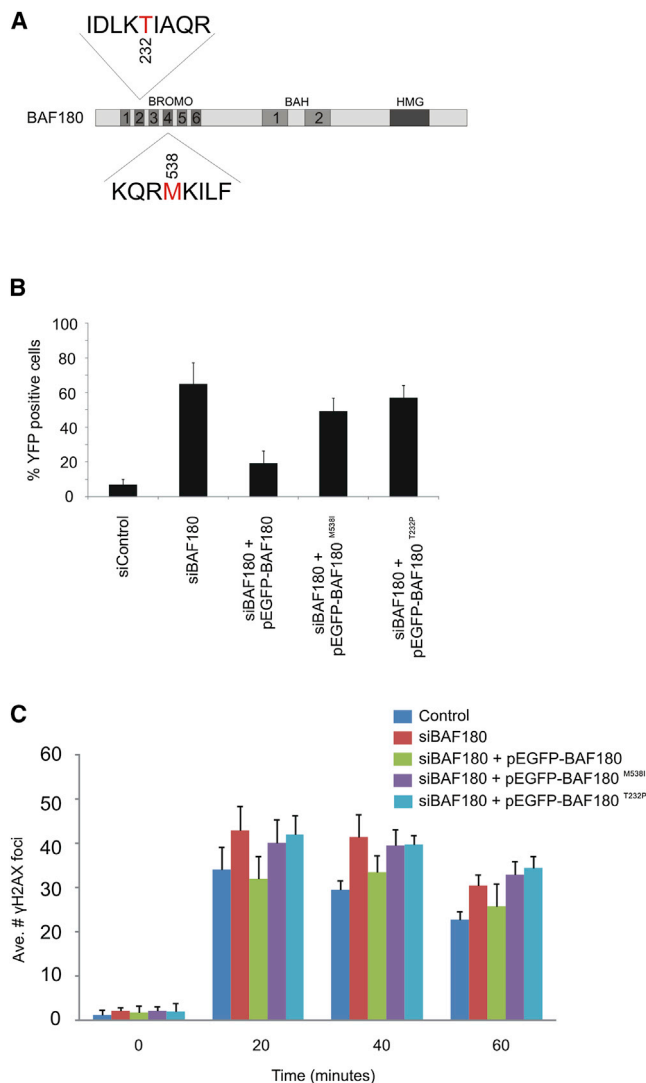 A
IDLKTIAQR
232
BROMO
BAH
HMG
BAF180
1 2 3 4 5 6
1 2
538
KQRMKILF
B
% YFP positive cells
100
80
60
40
20
0
siControl
siBAF180
siBAF180 +
pEGFP-BAF180
siBAF180 +
pEGFP-BAF180 M538I
siBAF180 +
pEGFP-BAF180 T232P
C
Control
siBAF180
siBAF180 + pEGFP-BAF180
siBAF180 + pEGFP-BAF180 M538I
siBAF180 + pEGFP-BAF180 T232P
Ave. # γH2AX foci
60
50
40
30
20
10
0
0 20 40 60
Time (minutes)